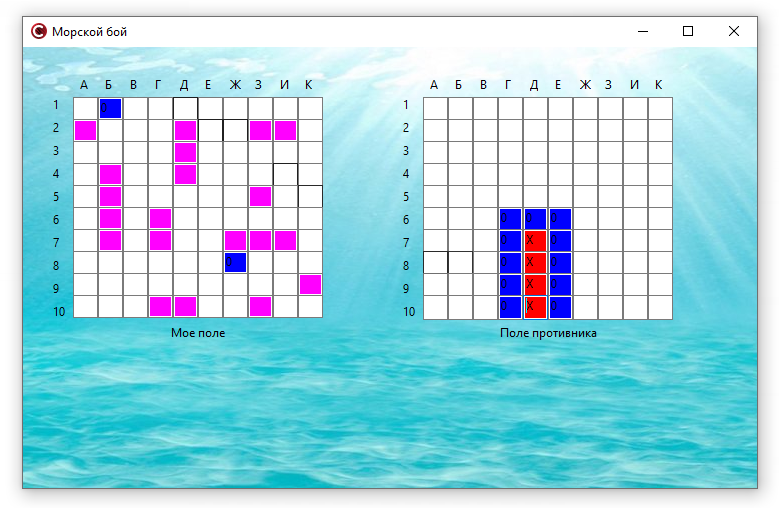 Морской бой
А Б В Г Д Е Ж З И К
А Б В Г Д Е Ж З И К
1
2
3
4
5
6
7
8
9
10
1
2
3
4
5
6
7
8
9
10
X
X
X
X
Мое поле
Поле противника